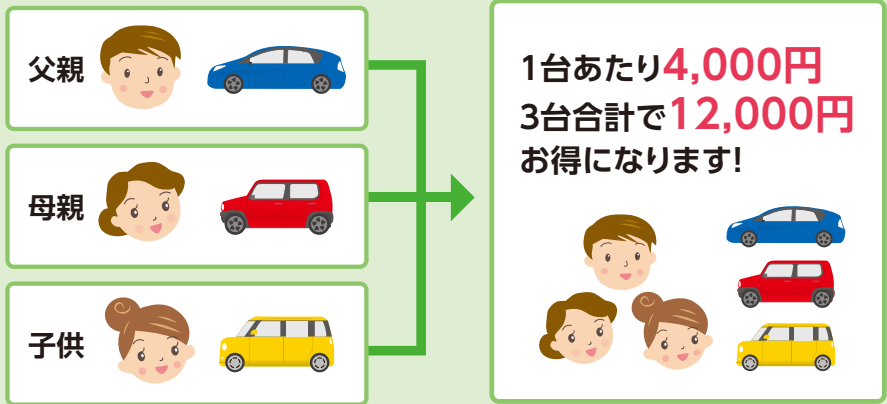 父親
母親
子供
1台あたり4,000円
3台合計で12,000円
お得になります!